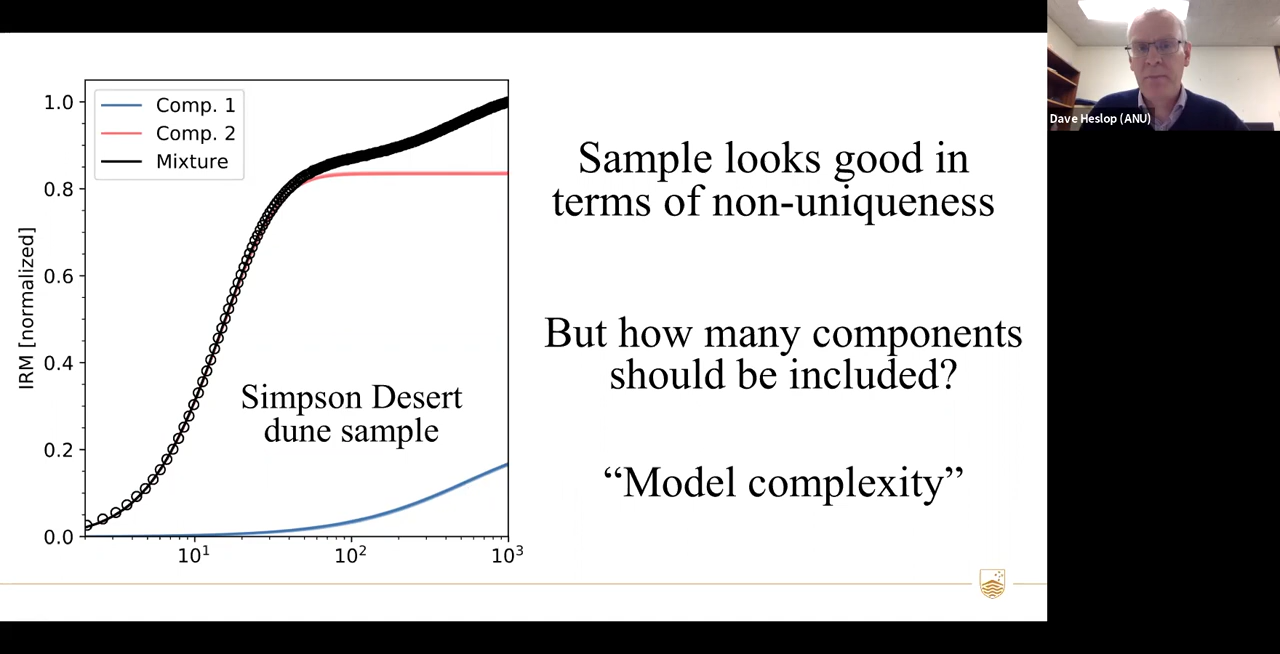 Comp. 1
Comp. 2
Mixture
IRM [normalized]
1.0
0.8
0.6
0.4
0.2
0.0
10¹
10²
10³
Simpson Desert
dune sample
Sample looks good in
terms of non-uniqueness
But how many components
should be included?
“Model complexity”
Dave Heslop (ANU)